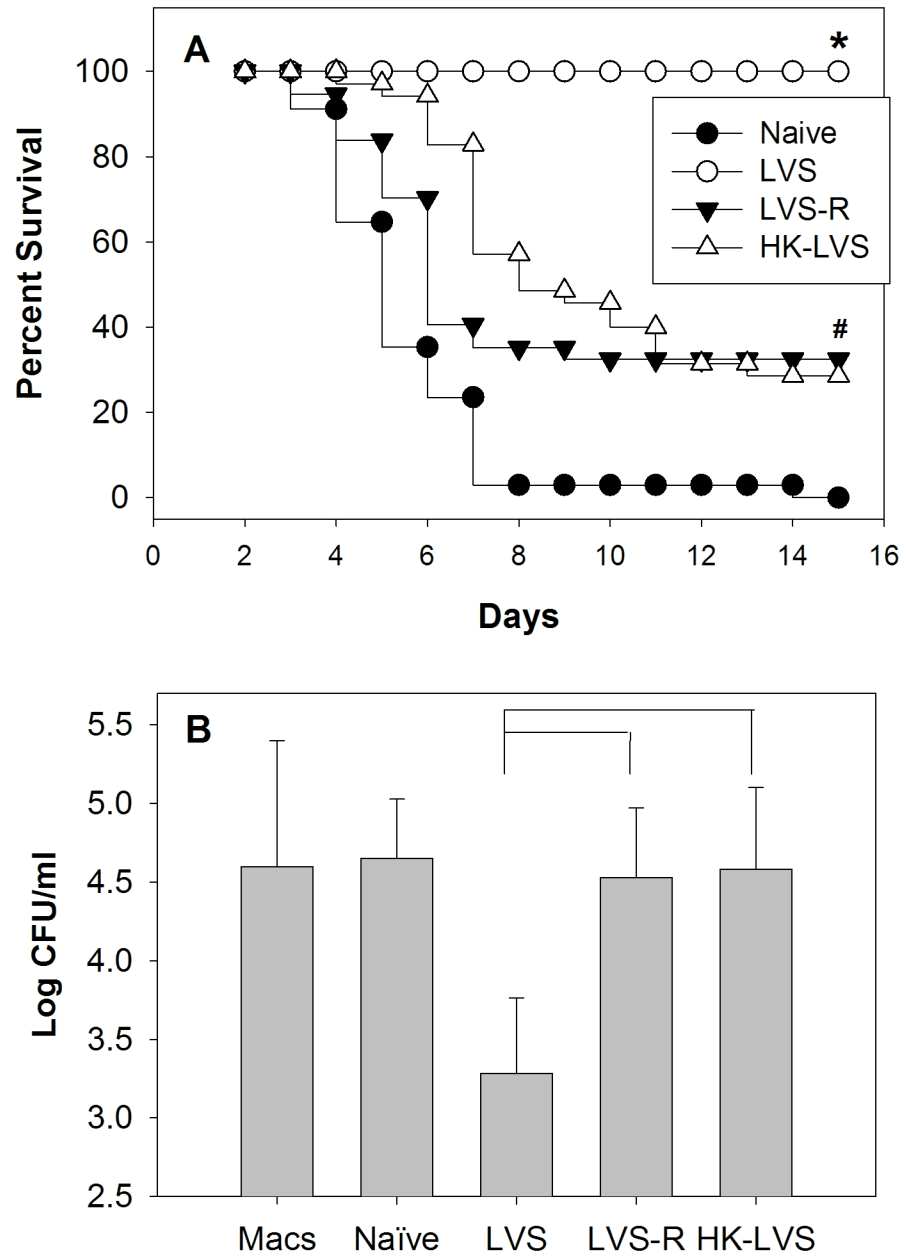 A
*
100
80
60
40
20
0
Percent Survival
Naive
LVS
LVS-R
HK-LVS
#
0 2 4 6 8 10 12 14 16
Days
B
5.5
5.0
4.5
4.0
3.5
3.0
2.5
Log CFU/ml
Macs Naïve LVS LVS-R HK-LVS